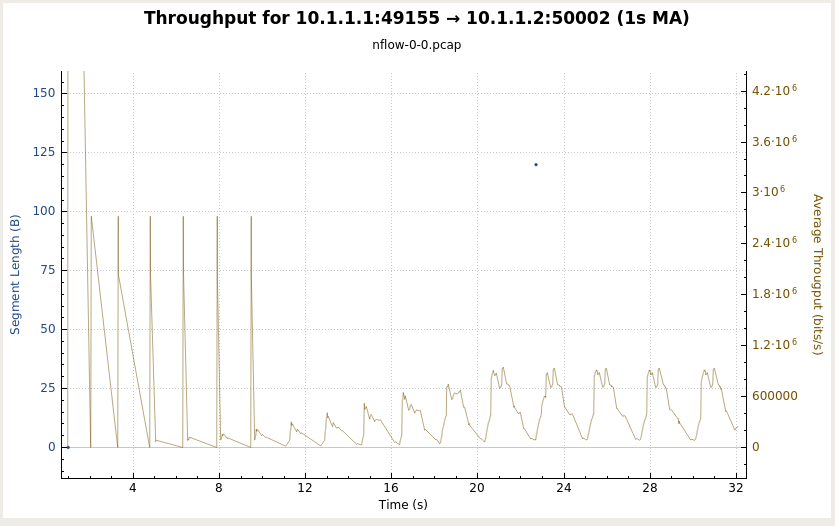 Throughput for 10.1.1.1:49155 → 10.1.1.2:50002 (1s MA)
nflow-0-0.pcap
Segment Length (B)
150
125
100
75
50
25
0
4.2·10⁶
3.6·10⁶
3·10⁶
2.4·10⁶
1.8·10⁶
1.2·10⁶
600000
0
Average Througput (bits/s)
4 8 12 16 20 24 28 32
Time (s)